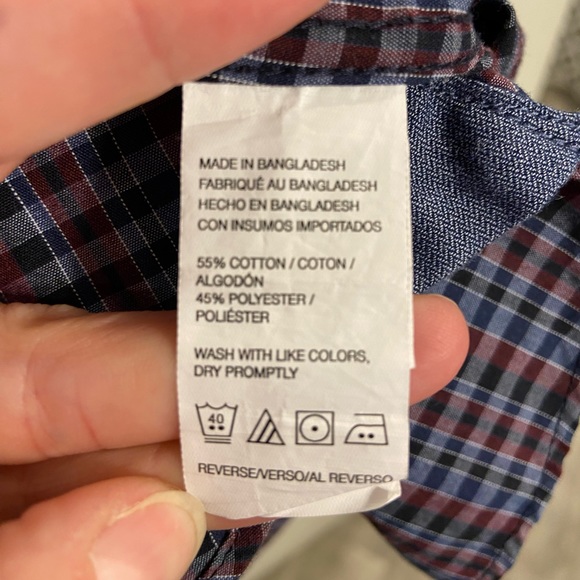 MADE IN BANGLADESH
FABRIQUÉ AU BANGLADESH
HECHO EN BANGLADESH
CON INSUMOS IMPORTADOS
55% COTTON / COTON /
ALGODÓN
45% POLYESTER /
POLIÉSTER
WASH WITH LIKE COLORS,
DRY PROMPTLY
40
REVERSE/VERSO/AL REVERSO